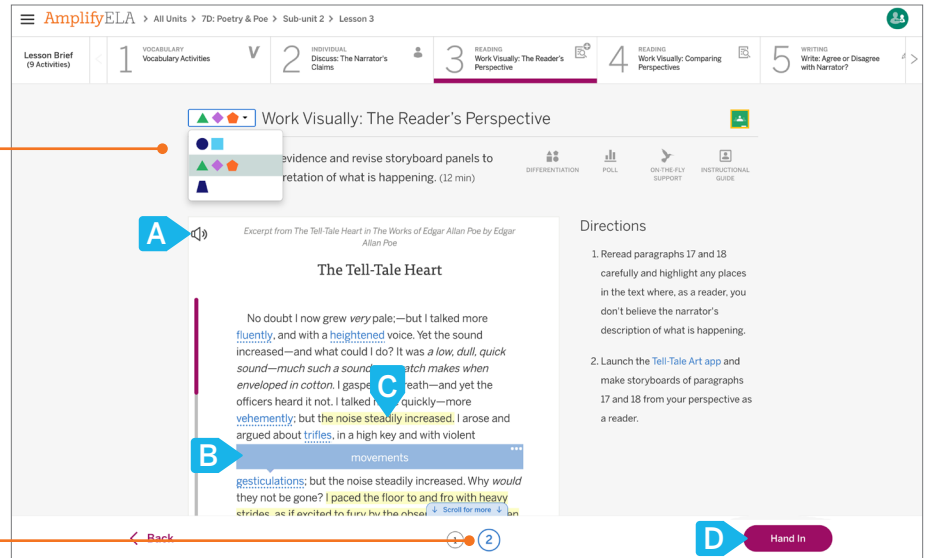 AmplifyELA > All Units > 7D: Poetry & Poe > Sub-unit 2 > Lesson 3
Lesson Brief
(9 Activities)
1 VOCABULARY
Vocabulary Activities
V
2 INDIVIDUAL
Discuss: The Narrator's
Claims
3 READING
Work Visually: The Reader's
Perspective
4 READING
Work Visually: Comparing
Perspectives
5 WRITING
Write: Agree or Disagree
with Narrator?
Work Visually: The Reader's Perspective
evidence and revise storyboard panels to
retation of what is happening. (12 min)
DIFFERENTIATION
POLL
ON-THE-FLY
SUPPORT
INSTRUCTIONAL
GUIDE
A
Excerpt from The Tell-Tale Heart in The Works of Edgar Allan Poe by Edgar
Allan Poe
The Tell-Tale Heart
No doubt I now grew very pale;—but I talked more
fluently, and with a heightened voice. Yet the sound
increased—and what could I do? It was a low, dull, quick
sound—much such a sound atch makes when
enveloped in cotton. I gaspe reath—and yet the
C
officers heard it not. I talked quickly—more
vehemently; but the noise steadily increased. I arose and
argued about trifles, in a high key and with violent
B
movements
gesticulations; but the noise steadily increased. Why would
they not be gone? I paced the floor to and fro with heavy
strides, as if excited to fury by the obser en
Scroll for more
Directions
1. Reread paragraphs 17 and 18
carefully and highlight any places
in the text where, as a reader, you
don't believe the narrator's
description of what is happening.
2. Launch the Tell-Tale Art app and
make storyboards of paragraphs
17 and 18 from your perspective as
a reader.
Back
1
2
D
Hand In